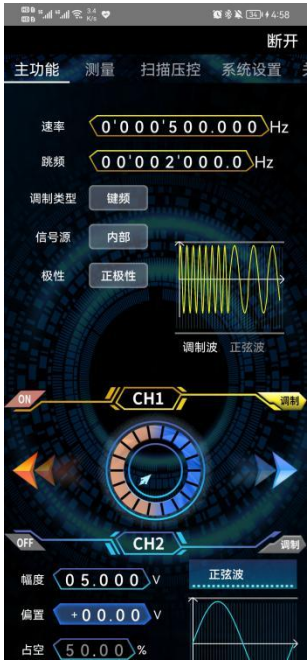 3.4 K/s 34 4:58
断开
主功能 测量 扫描压控 系统设置
速率 0'000'500.000 Hz
跳频 00'002'000.0 Hz
调制类型 键频
信号源 内部
极性 正极性
调制波 正弦波
ON CH1 调制
OFF CH2 调制
幅度 05.000 V
正弦波
偏置 +00.00 V
占空 50.00 %